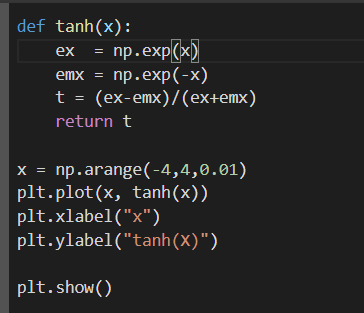 def tanh(x):
    ex  = np.exp(x)
    emx = np.exp(-x)
    t = (ex-emx)/(ex+emx)
    return t

x = np.arange(-4,4,0.01)
plt.plot(x, tanh(x))
plt.xlabel("x")
plt.ylabel("tanh(X)")

plt.show()